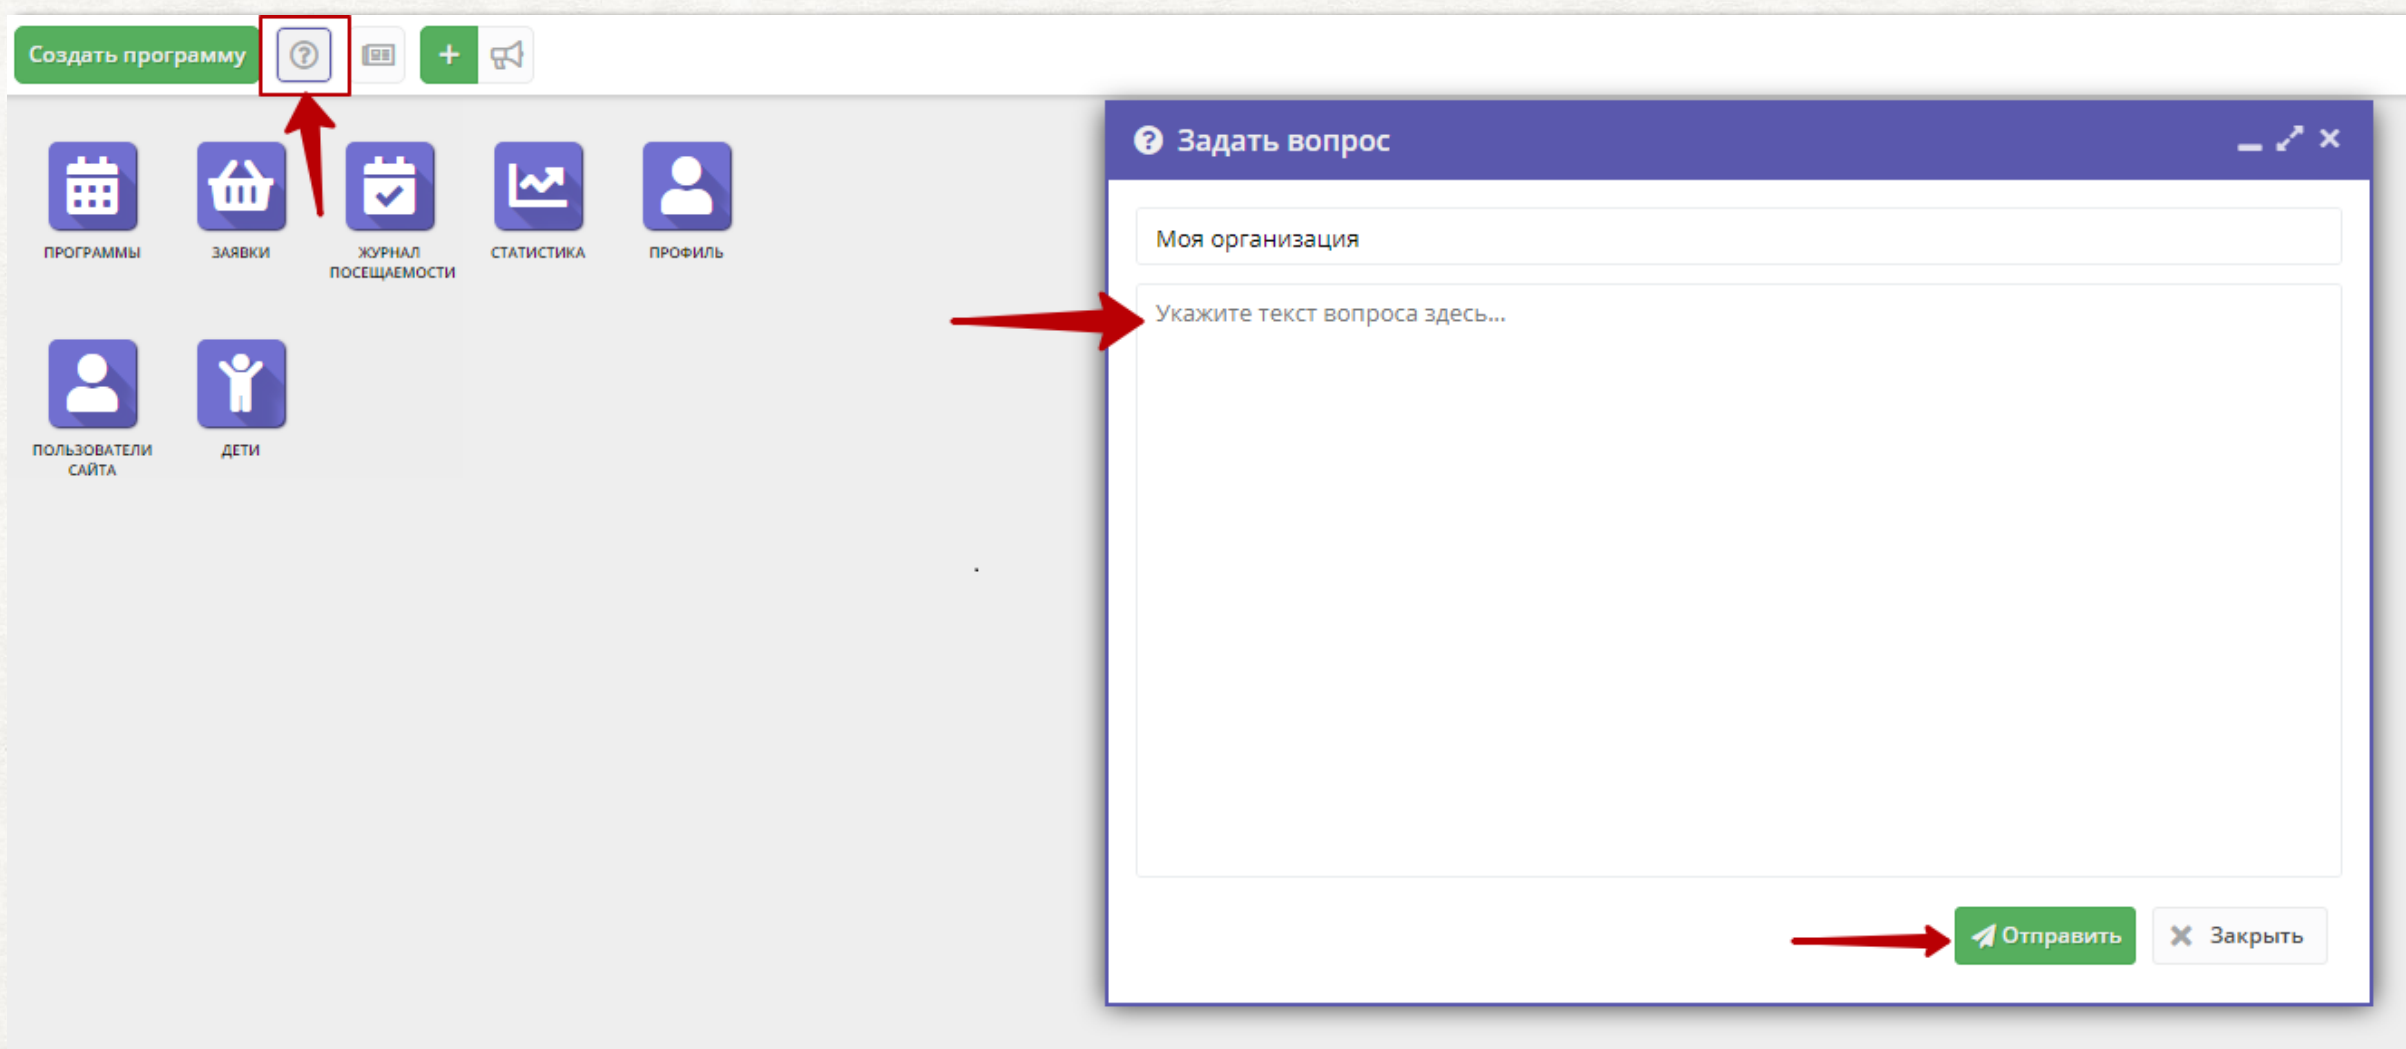 Создать программу
ПРОГРАММЫ
ЗАЯВКИ
ЖУРНАЛ
ПОСЕЩАЕМОСТИ
СТАТИСТИКА
ПРОФИЛЬ
ПОЛЬЗОВАТЕЛИ
САЙТА
ДЕТИ
Задать вопрос
Моя организация
Укажите текст вопроса здесь...
Отправить
Закрыть